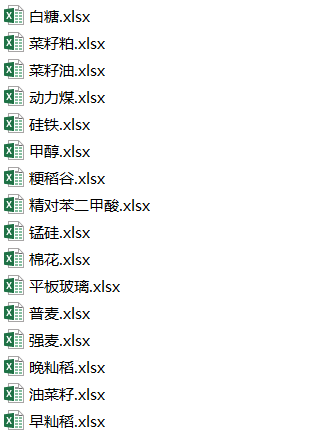 白糖.xlsx
菜籽粕.xlsx
菜籽油.xlsx
动力煤.xlsx
硅铁.xlsx
甲醇.xlsx
粳稻谷.xlsx
精对苯二甲酸.xlsx
锰硅.xlsx
棉花.xlsx
平板玻璃.xlsx
普麦.xlsx
强麦.xlsx
晚籼稻.xlsx
油菜籽.xlsx
早籼稻.xlsx